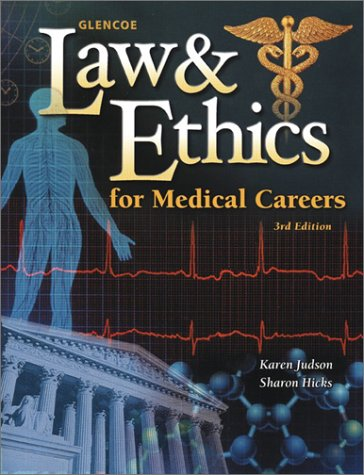 GLENCOE
Law &
Ethics
for Medical Careers
3rd Edition
Karen Judson
Sharon Hicks